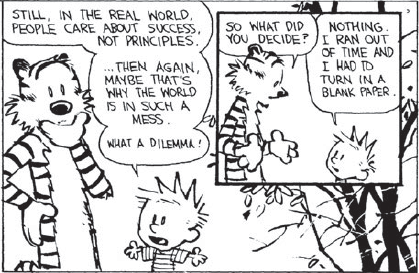 STILL, IN THE REAL WORLD,
PEOPLE CARE ABOUT SUCCESS,
NOT PRINCIPLES.
...THEN AGAIN,
MAYBE THAT'S
WHY THE WORLD
IS IN SUCH A
MESS.
WHAT A DILEMMA!
SO WHAT DID
YOU DECIDE?
NOTHING.
I RAN OUT
OF TIME AND
I HAD TO
TURN IN A
BLANK PAPER.